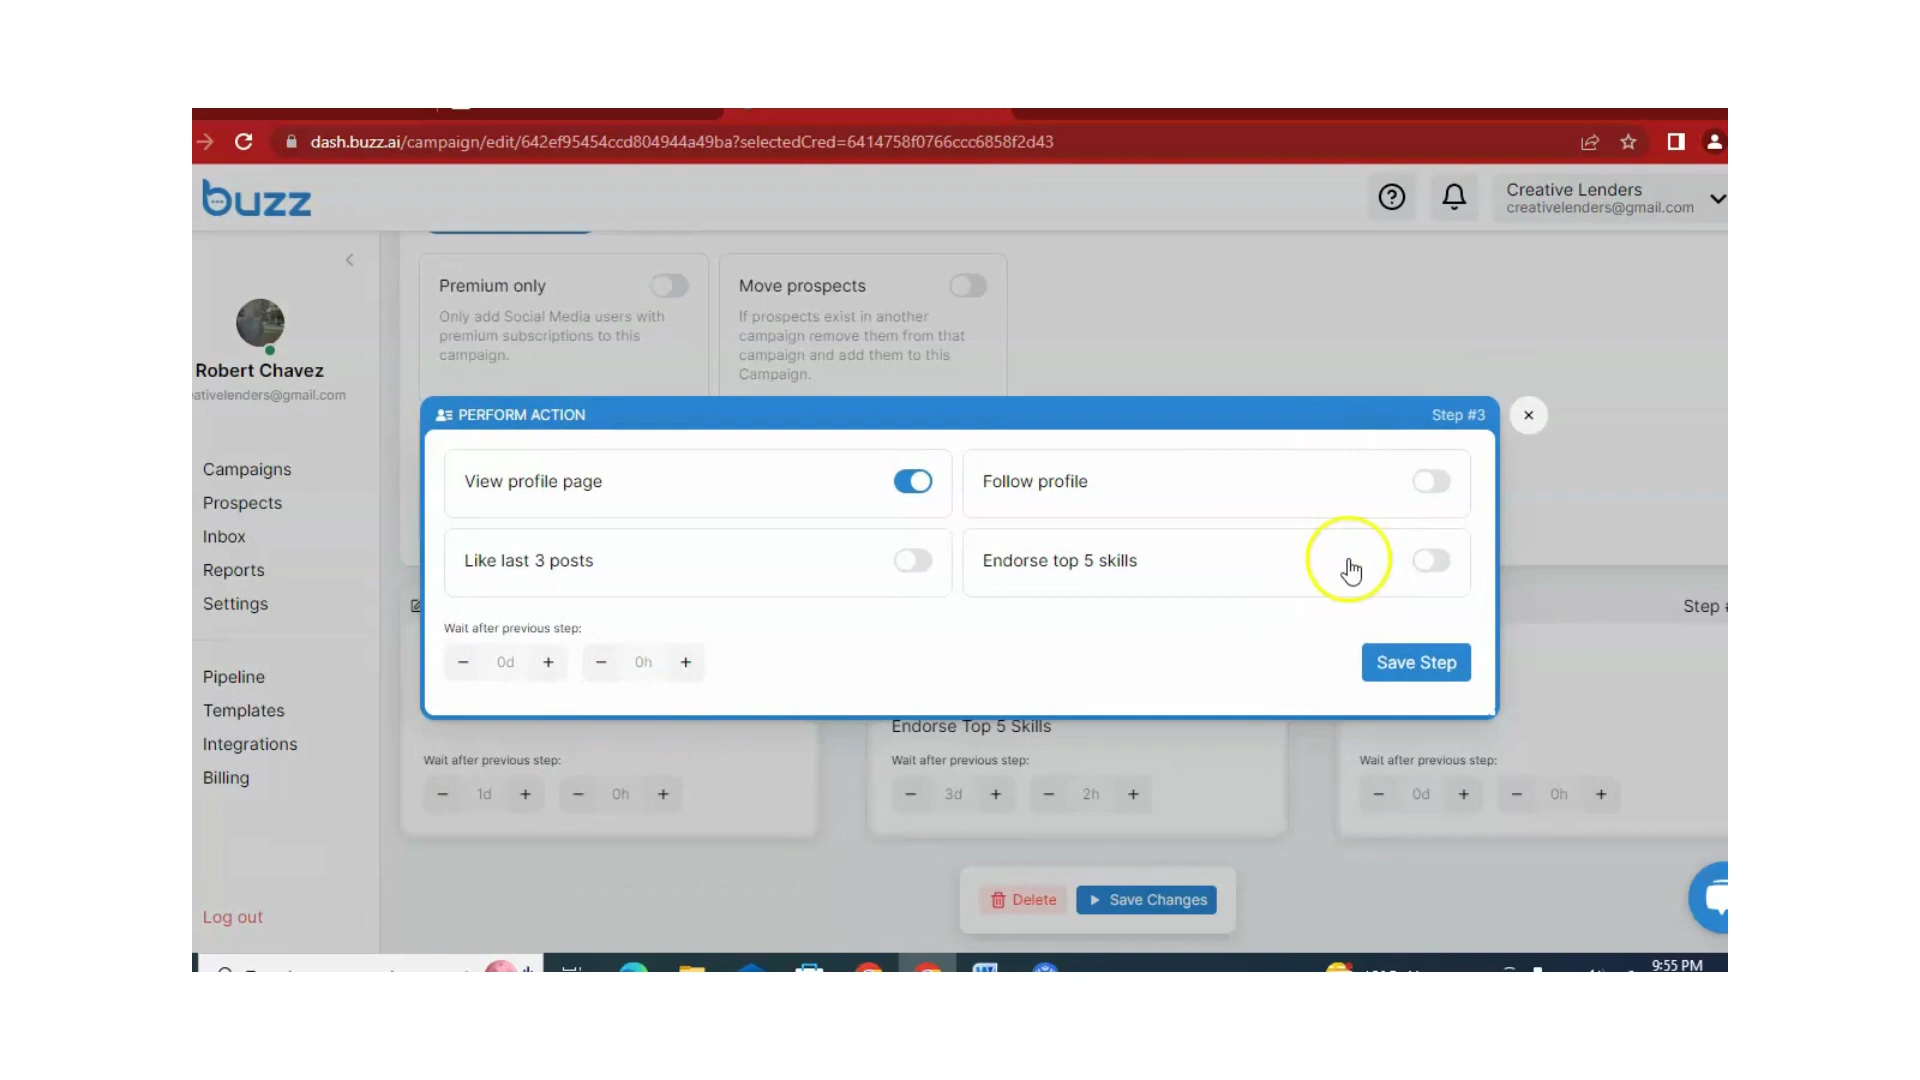 dash.buzz.ai/campaign/edit/642ef95454ccd804944a49ba?selectedCred=6414758f0766ccc6858f2d43
buzz
Creative Lenders
creativelenders@gmail.com
Robert Chavez
ativelenders@gmail.com
Campaigns
Prospects
Inbox
Reports
Settings
Pipeline
Templates
Integrations
Billing
Log out
Premium only
Only add Social Media users with
premium subscriptions to this
campaign.
Move prospects
If prospects exist in another
campaign remove them from that
campaign and add them to this
Campaign.
PERFORM ACTION
Step #3
View profile page
Follow profile
Like last 3 posts
Endorse top 5 skills
Wait after previous step:
− 0d + − 0h +
Save Step
Step
Endorse Top 5 Skills
Wait after previous step:
− 1d + − 0h +
Wait after previous step:
− 3d + − 2h +
Wait after previous step:
− 0d + − 0h +
Delete
Save Changes
9:55 PM